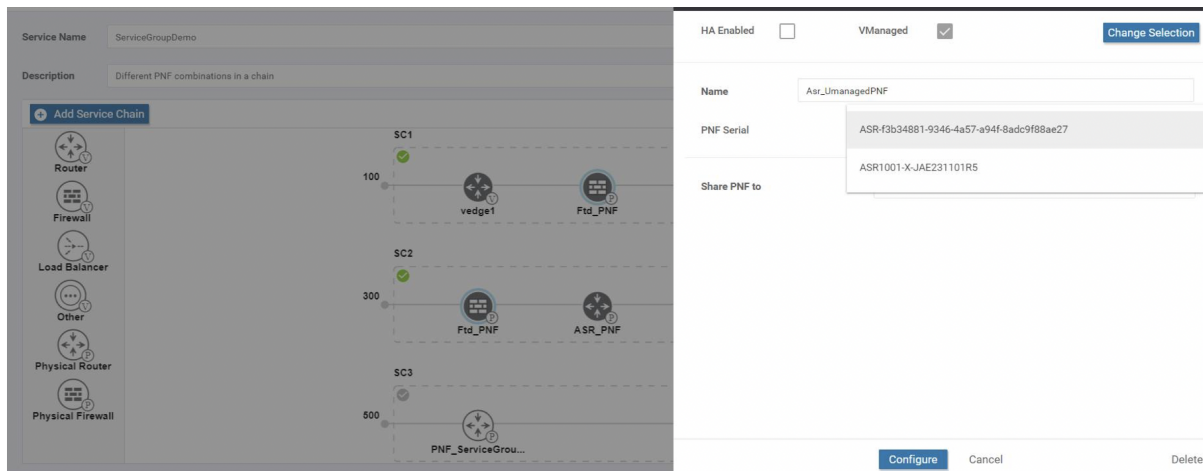 Service Name ServiceGroupDemo
Description Different PNF combinations in a chain
Add Service Chain
Router
V
Firewall
V
Load Balancer
V
Other
V
Physical Router
P
Physical Firewall
P
SC1
100
vedge1
V
Ftd_PNF
P
SC2
300
Ftd_PNF
P
ASR_PNF
P
SC3
500
PNF_ServiceGrou...
P
HA Enabled VManaged Change Selection
Name Asr_UmanagedPNF
PNF Serial ASR-f3b34881-9346-4a57-a94f-8adc9f88ae27
ASR1001-X-JAE231101R5
Share PNF to
Configure Cancel Delete